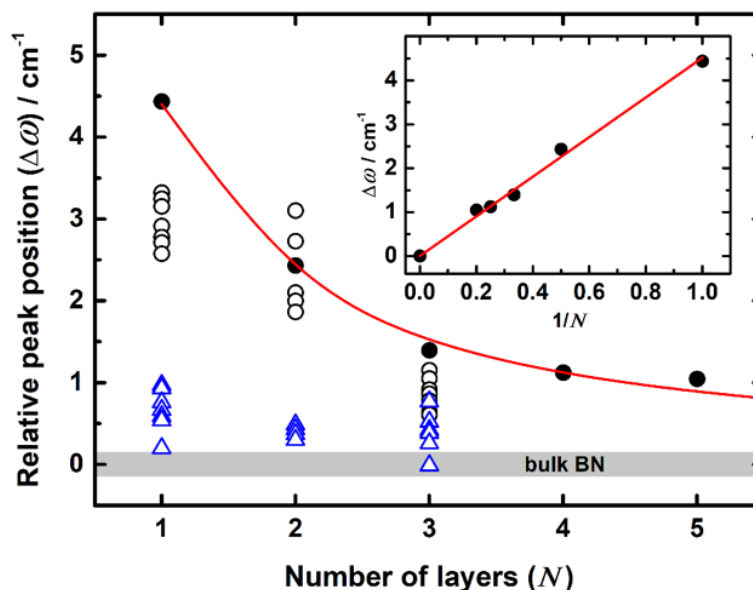 Relative peak position (Δω) / cm⁻¹
5
4
3
2
1
0
Δω / cm⁻¹
4
3
2
1
0
0.0 0.2 0.4 0.6 0.8 1.0
1/N
bulk BN
1 2 3 4 5
Number of layers (N)